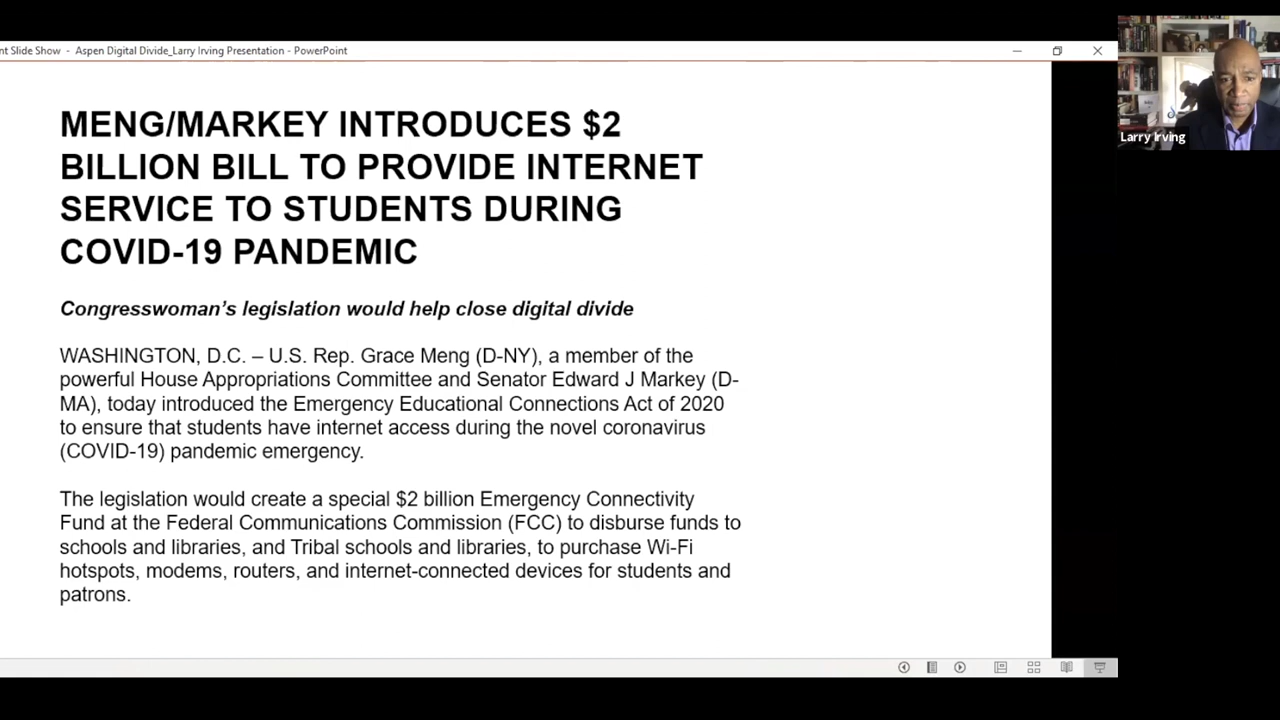 nt Slide Show - Aspen Digital Divide_Larry Irving Presentation - PowerPoint
MENG/MARKEY INTRODUCES $2
BILLION BILL TO PROVIDE INTERNET
SERVICE TO STUDENTS DURING
COVID-19 PANDEMIC
Congresswoman's legislation would help close digital divide
WASHINGTON, D.C. – U.S. Rep. Grace Meng (D-NY), a member of the
powerful House Appropriations Committee and Senator Edward J Markey (D-
MA), today introduced the Emergency Educational Connections Act of 2020
to ensure that students have internet access during the novel coronavirus
(COVID-19) pandemic emergency.
The legislation would create a special $2 billion Emergency Connectivity
Fund at the Federal Communications Commission (FCC) to disburse funds to
schools and libraries, and Tribal schools and libraries, to purchase Wi-Fi
hotspots, modems, routers, and internet-connected devices for students and
patrons.
Larry Irving